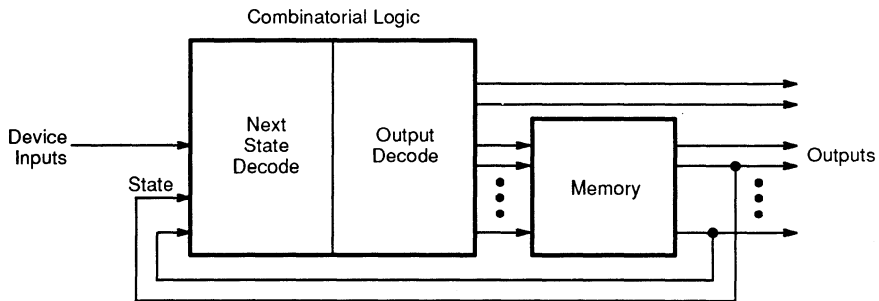 Combinatorial Logic
Device
Inputs
State
Next
State
Decode
Output
Decode
Memory
Outputs